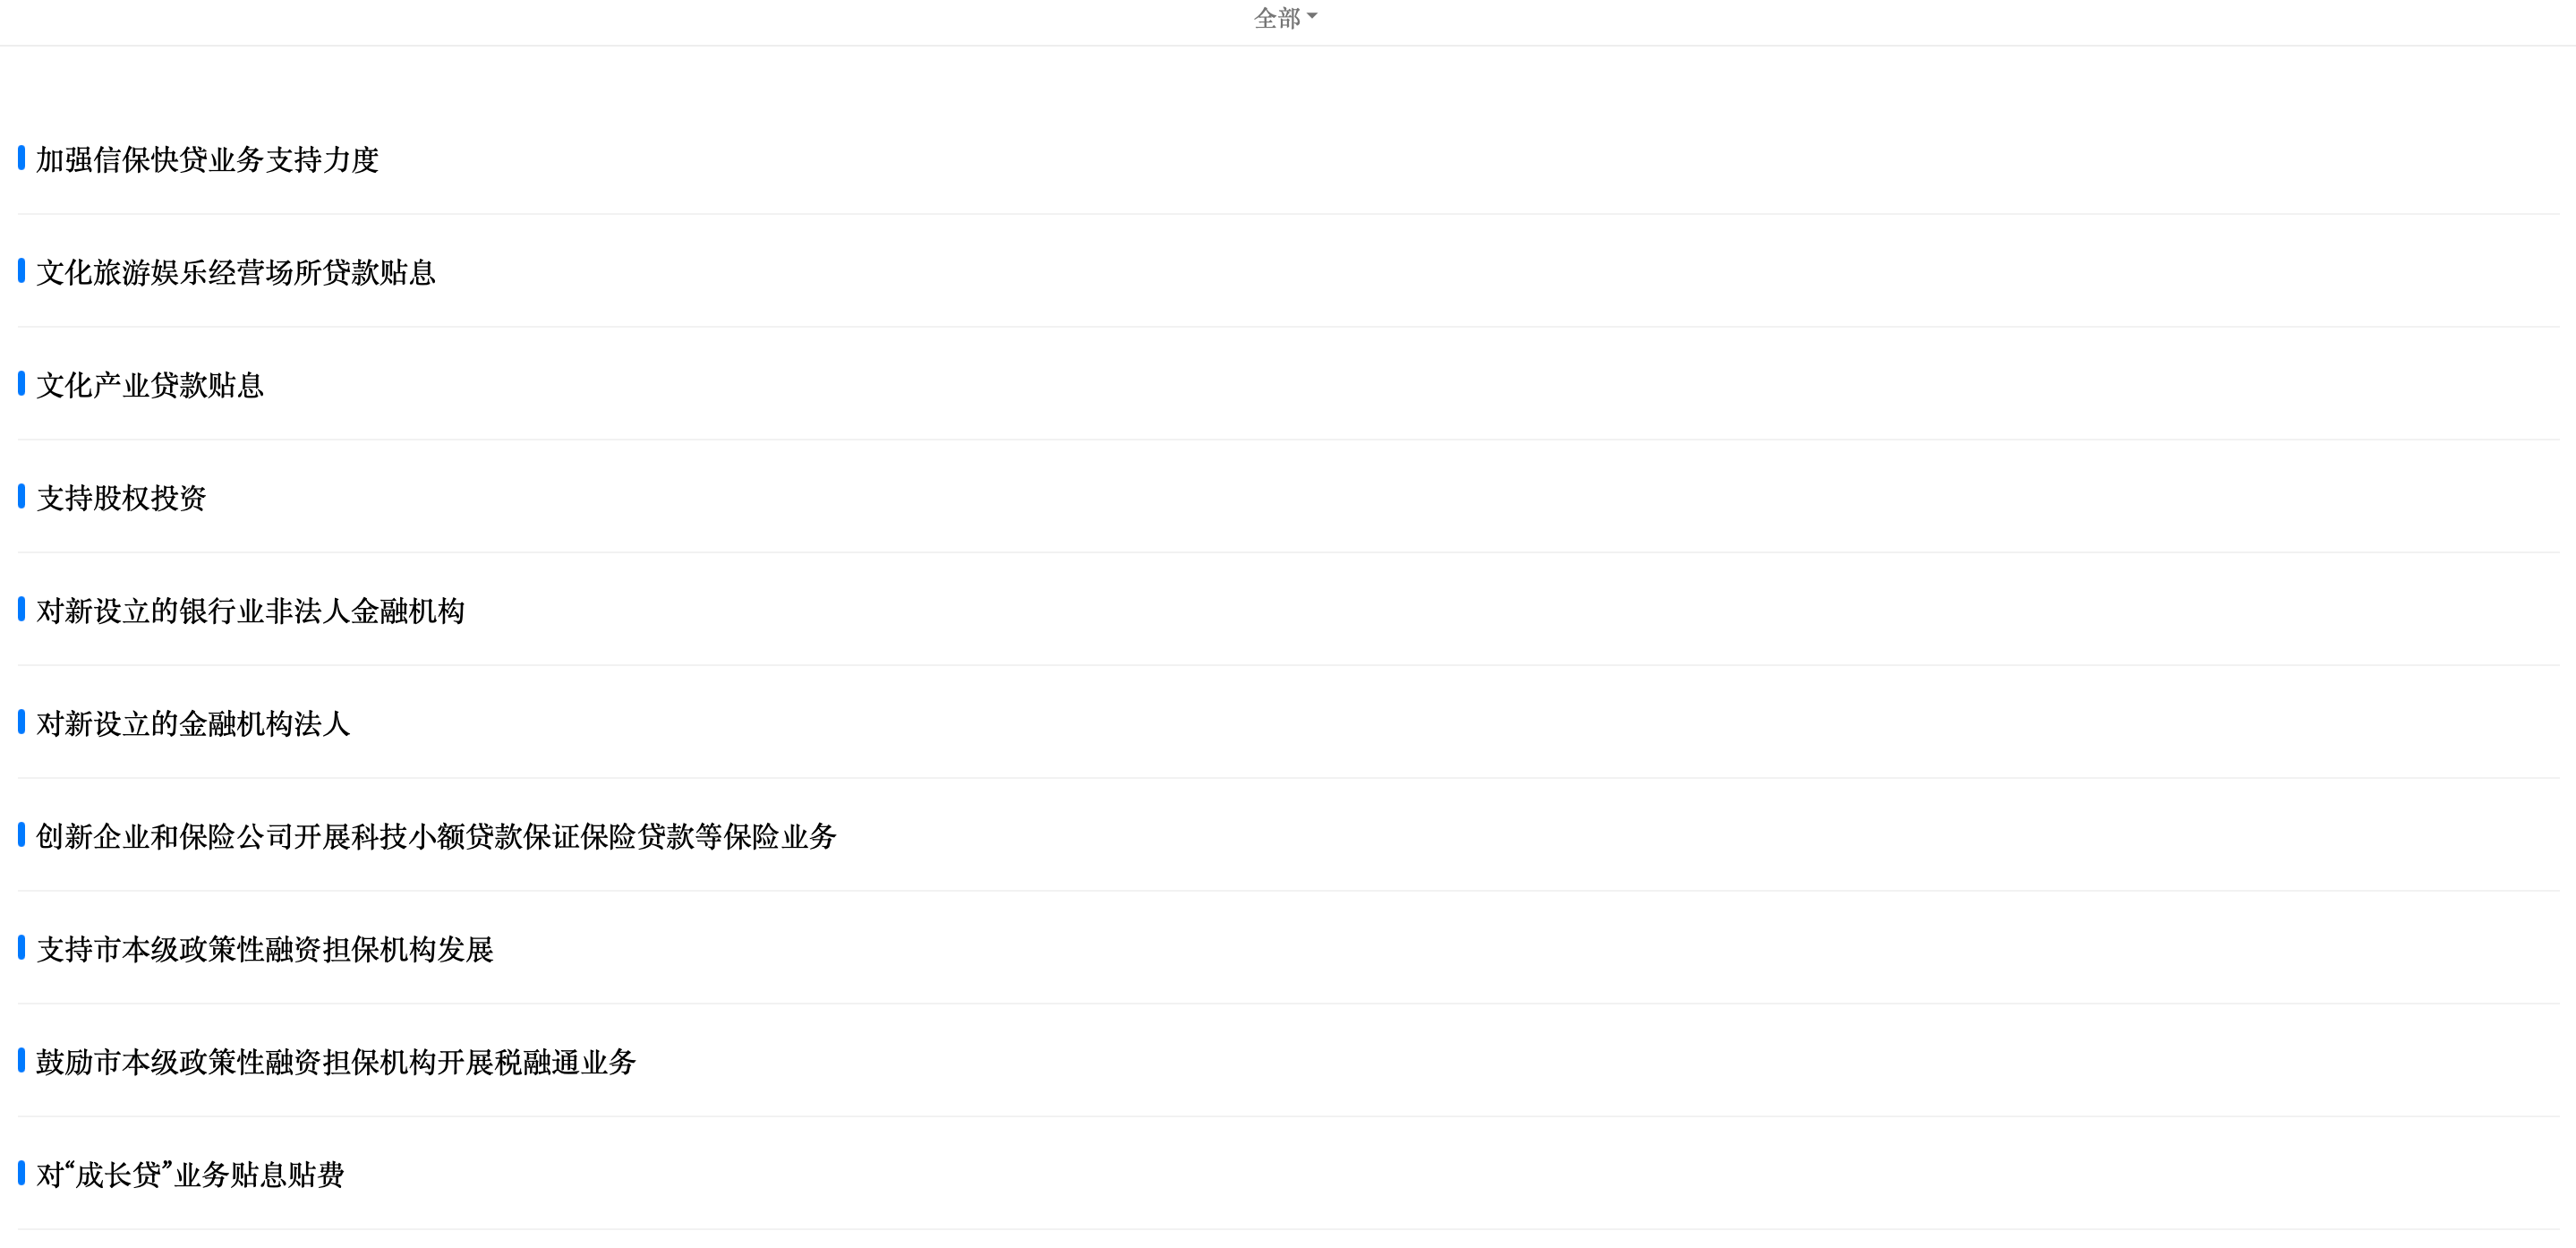 全部
加强信保快贷业务支持力度
文化旅游娱乐经营场所贷款贴息
文化产业贷款贴息
支持股权投资
对新设立的银行业非法人金融机构
对新设立的金融机构法人
创新企业和保险公司开展科技小额贷款保证保险贷款等保险业务
支持市本级政策性融资担保机构发展
鼓励市本级政策性融资担保机构开展税融通业务
对“成长贷”业务贴息贴费